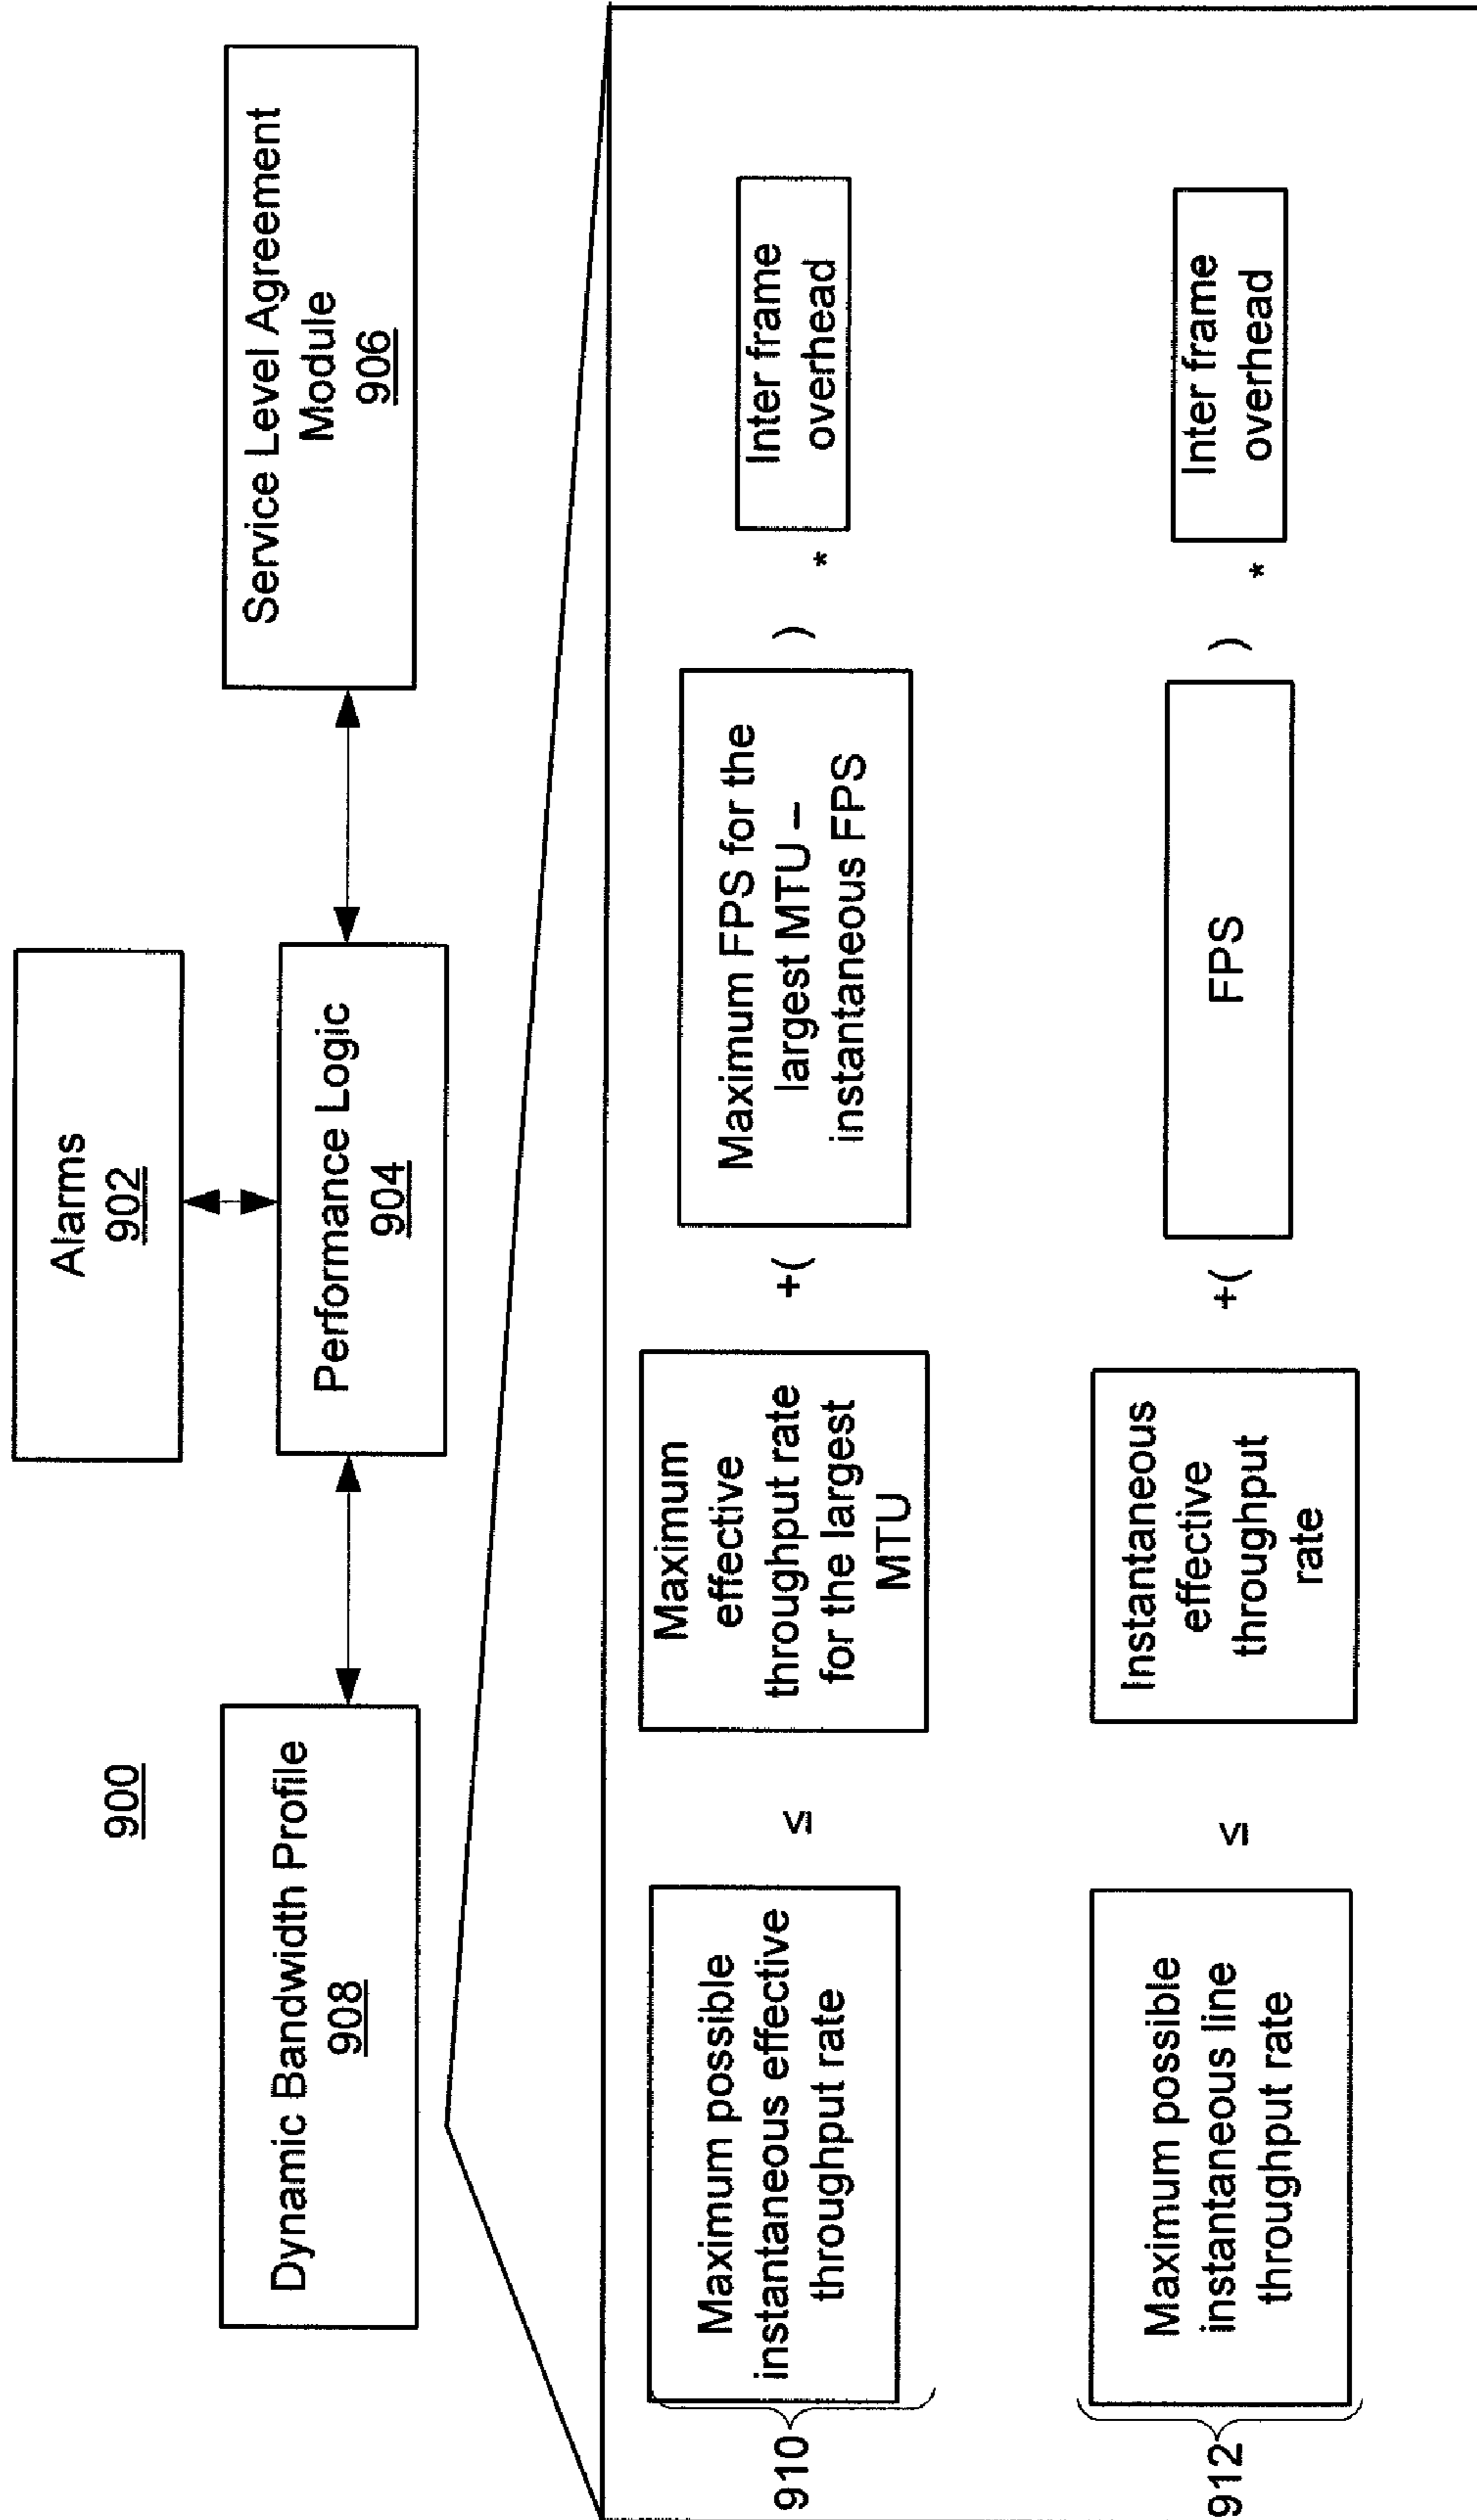 900
Alarms
902
Dynamic Bandwidth Profile
908
Performance Logic
904
Service Level Agreement
Module
906
910
Maximum possible
instantaneous effective
throughput rate
≤
Maximum
effective
throughput rate
for the largest
MTU
+(
Maximum FPS for the
largest MTU –
instantaneous FPS
)
*
Inter frame
overhead
912
Maximum possible
instantaneous line
throughput rate
≤
Instantaneous
effective
throughput
rate
+(
FPS
)
*
Inter frame
overhead